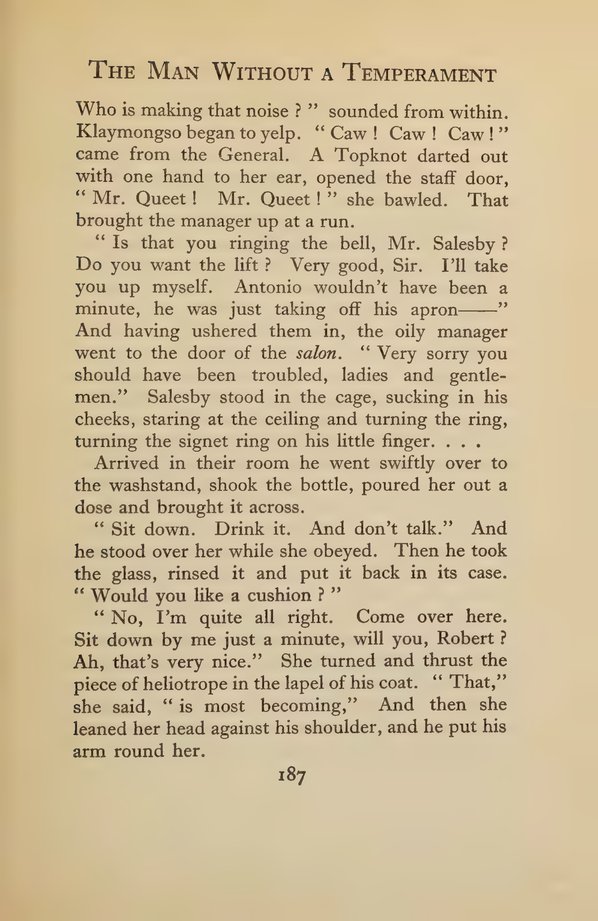 The Man Without a Temperament
Who is making that noise ? ” sounded from within.
Klaymongso began to yelp. “ Caw ! Caw ! Caw ! ”
came from the General. A Topknot darted out
with one hand to her ear, opened the staff door,
“ Mr. Queet ! Mr. Queet ! ” she bawled. That
brought the manager up at a run.
“ Is that you ringing the bell, Mr. Salesby ?
Do you want the lift ? Very good, Sir. I’ll take
you up myself. Antonio wouldn’t have been a
minute, he was just taking off his apron——”
And having ushered them in, the oily manager
went to the door of the salon. “ Very sorry you
should have been troubled, ladies and gentle-
men.” Salesby stood in the cage, sucking in his
cheeks, staring at the ceiling and turning the ring,
turning the signet ring on his little finger. . . .
Arrived in their room he went swiftly over to
the washstand, shook the bottle, poured her out a
dose and brought it across.
“ Sit down. Drink it. And don’t talk.” And
he stood over her while she obeyed. Then he took
the glass, rinsed it and put it back in its case.
“ Would you like a cushion ? ”
“ No, I’m quite all right. Come over here.
Sit down by me just a minute, will you, Robert ?
Ah, that’s very nice.” She turned and thrust the
piece of heliotrope in the lapel of his coat. “ That,”
she said, “ is most becoming,” And then she
leaned her head against his shoulder, and he put his
arm round her.
187